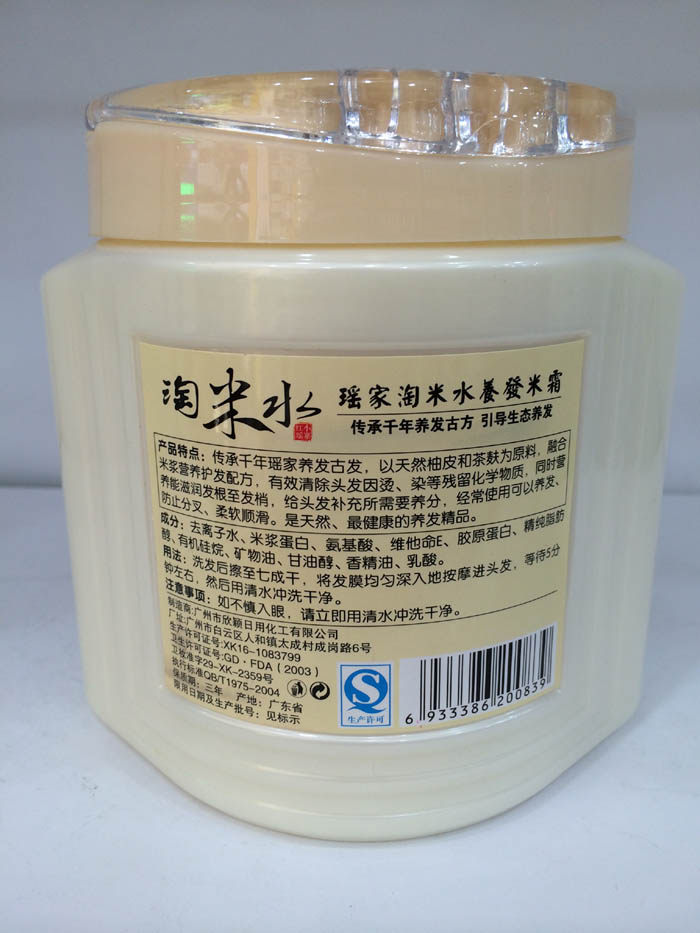 淘米水
瑶家淘米水養發米霜
传承千年养发古方 引导生态养发
产品特点：传承千年瑶家养发古发，以天然柚皮和茶麸为原料，融合
米浆营养护发配方，有效清除头发因烫、染等残留化学物质，同时营
养能滋润发根至发梢，给头发补充所需要养分，经常使用可以养发、
防止分叉、柔软顺滑。是天然、最健康的养发精品。
成分：去离子水、米浆蛋白、氨基酸、维他命E、胶原蛋白、精纯脂肪
醇、有机硅烷、矿物油、甘油醇、香精油、乳酸。
用法：洗发后擦至七成干，将发膜均匀深入地按摩进头发，等待5分
钟左右，然后用清水冲洗干净。
注意事项：如不慎入眼，请立即用清水冲洗干净。
制造商：广州市欣颖日用化工有限公司
厂址：广州市白云区人和镇太成村成岗路6号
生产许可证号：XK16-1083799
卫生许可证号：GD·FDA（2003）
卫妆准字29-XK-2359号
执行标准QB/T1975-2004
保质期：三年 产地：广东省
限用日期及生产批号：见标示
生产许可
6 933386 200839